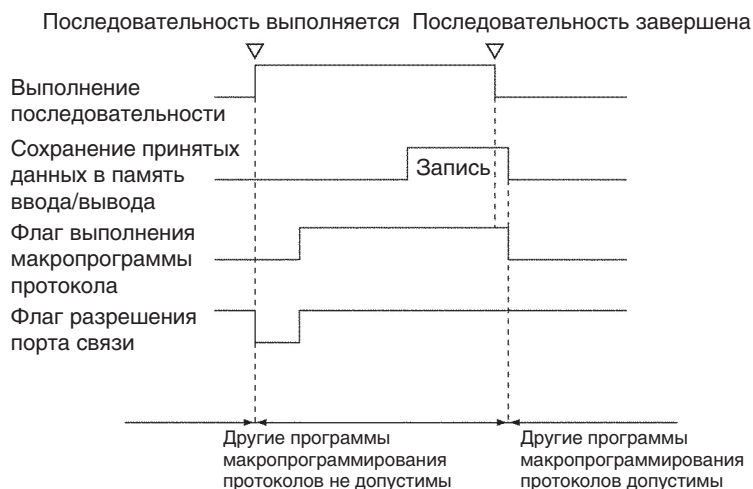 Последовательность выполняется Последовательность завершена
Выполнение
последовательности
Сохранение принятых
данных в память
ввода/вывода
Запись
Флаг выполнения
макропрограммы
протокола
Флаг разрешения
порта связи
Другие программы
макропрограммирования
протоколов не допустимы
Другие программы
макропрограммирования
протоколов допустимы